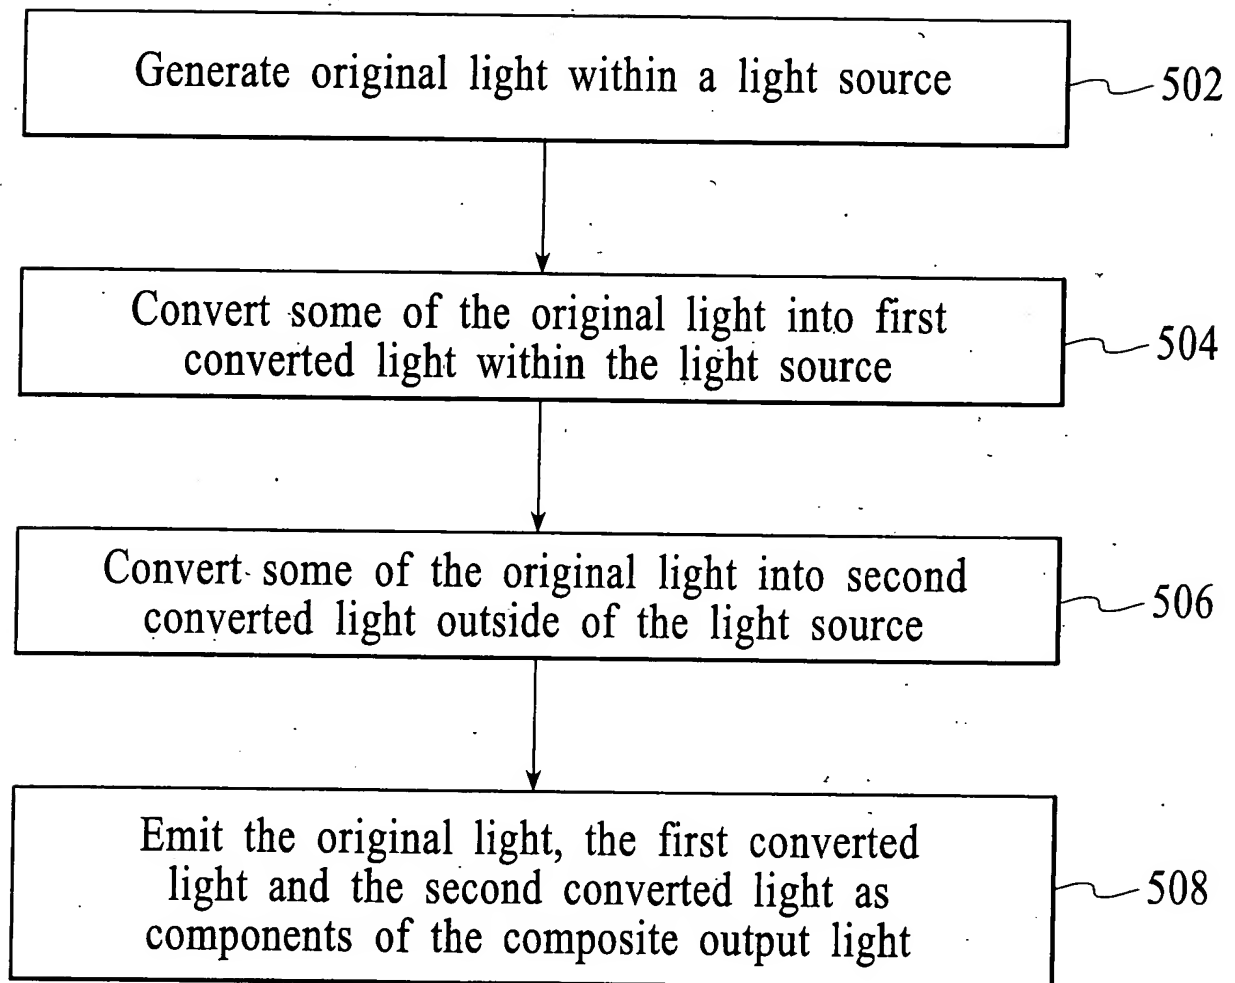 Generate original light within a light source
502
Convert some of the original light into first
converted light within the light source
504
Convert some of the original light into second
converted light outside of the light source
506
Emit the original light, the first converted
light and the second converted light as
components of the composite output light
508